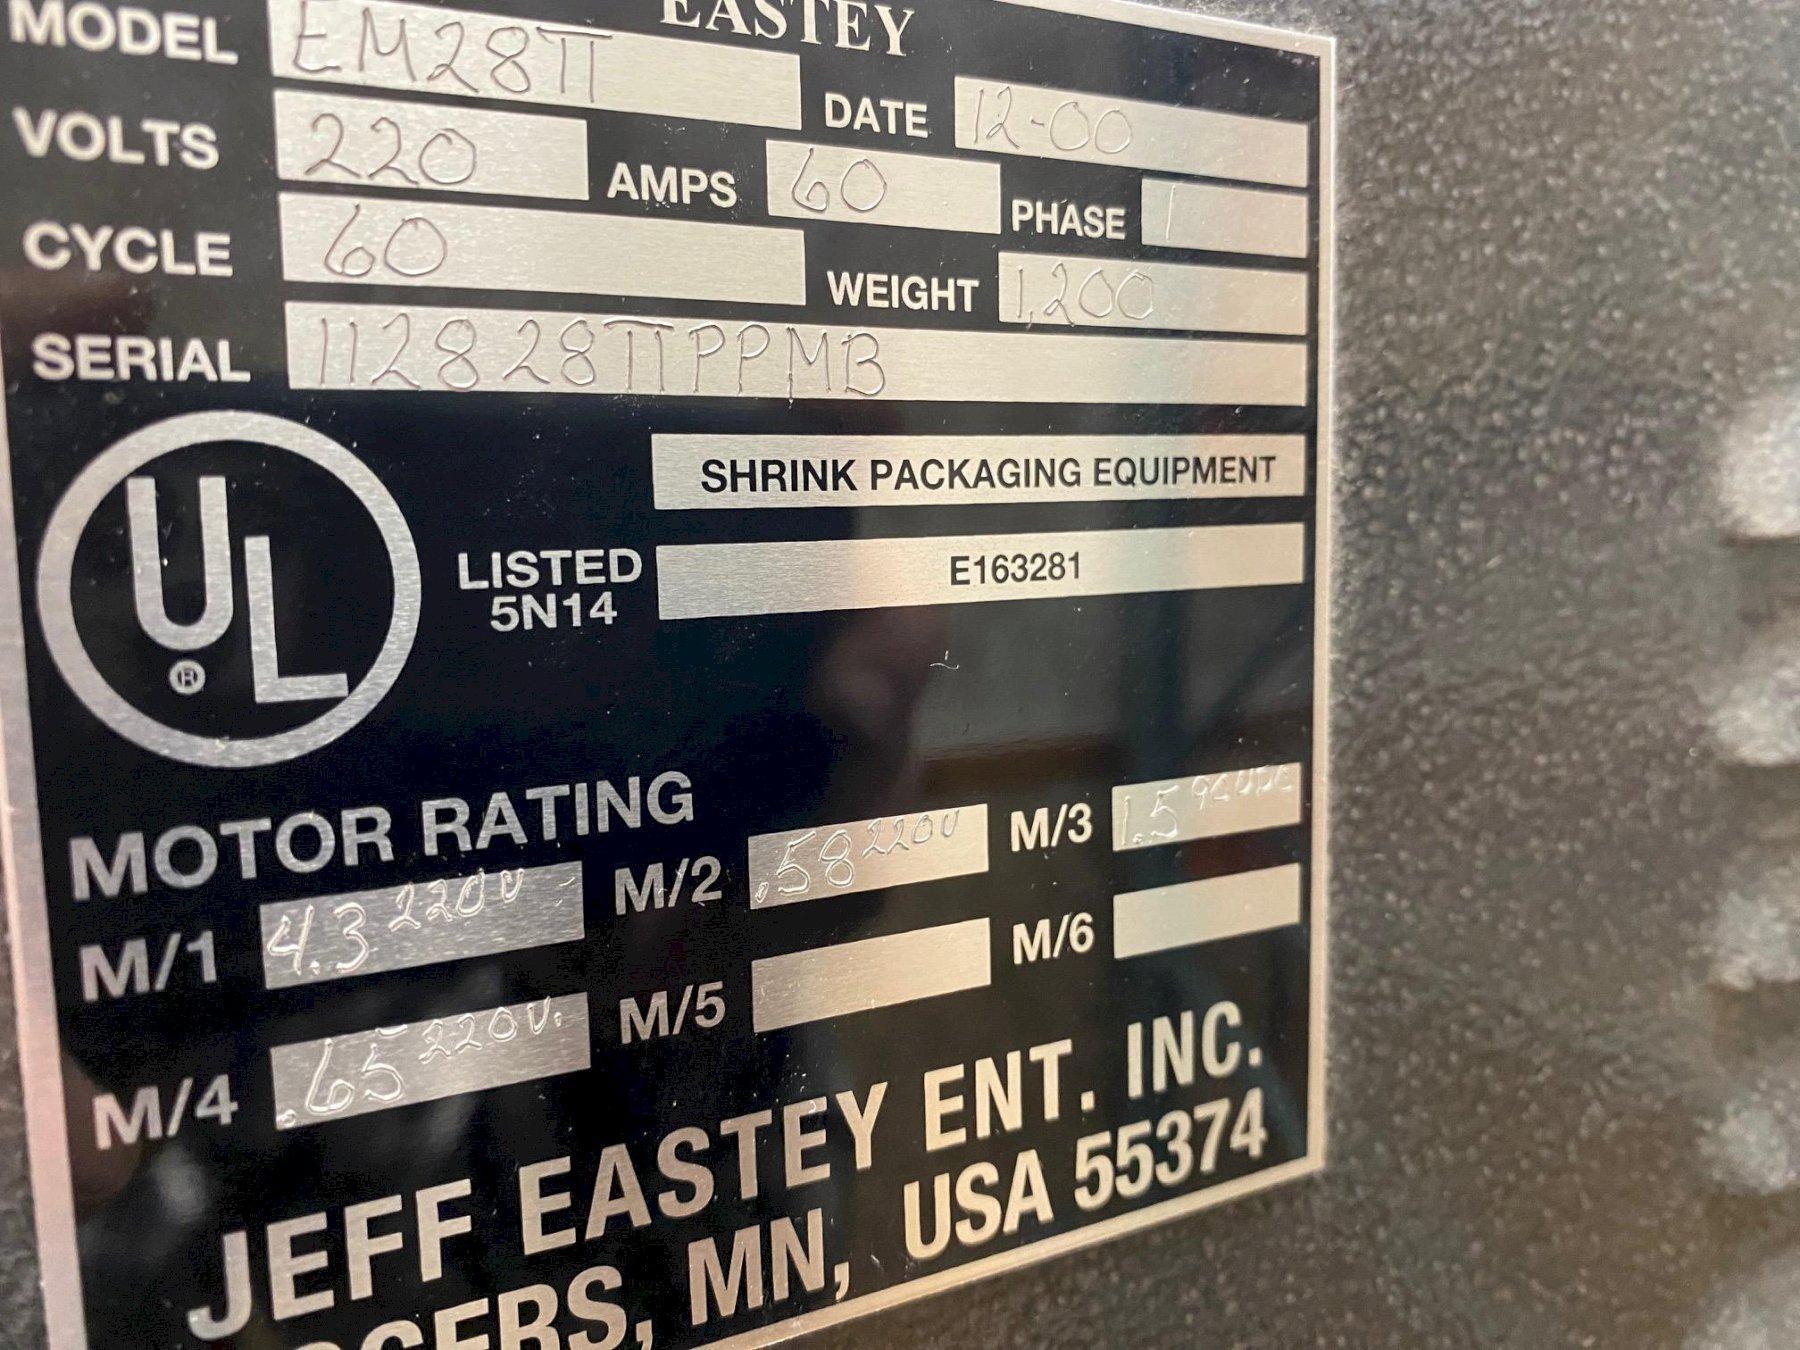 EASTEY
MODEL EM28TT DATE 12-00
VOLTS 220 AMPS 60 PHASE 1
CYCLE 60 WEIGHT 1,200
SERIAL 112828TTPPMB
UL
®
SHRINK PACKAGING EQUIPMENT
LISTED E163281
5N14
MOTOR RATING
M/1 4.3 220V M/2 .58 220V M/3 1.5 90VDC
M/4 .65 220V. M/5 M/6
JEFF EASTEY ENT. INC.
MN, USA 55374